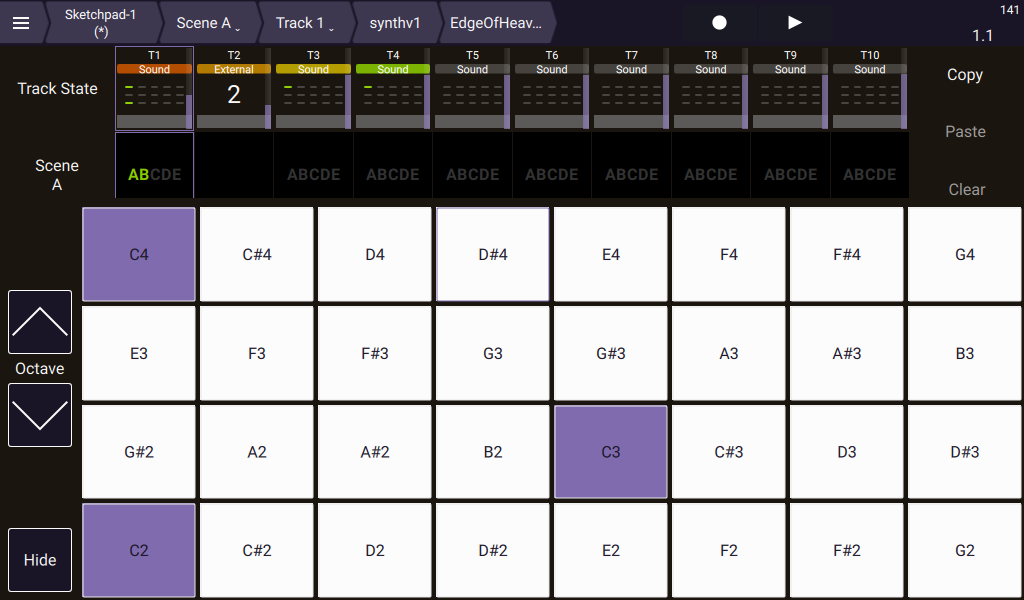 Sketchpad-1
(*)
Scene A
Track 1
synthv1
EdgeOfHeav...
141
1.1
Track State
T1 T2 T3 T4 T5 T6 T7 T8 T9 T10
Sound External Sound Sound Sound Sound Sound Sound Sound Sound
2
Copy
Paste
Clear
Scene
A
ABCDE ABCDE ABCDE ABCDE ABCDE ABCDE ABCDE ABCDE ABCDE
C4 C#4 D4 D#4 E4 F4 F#4 G4
E3 F3 F#3 G3 G#3 A3 A#3 B3
Octave
G#2 A2 A#2 B2 C3 C#3 D3 D#3
Hide
C2 C#2 D2 D#2 E2 F2 F#2 G2